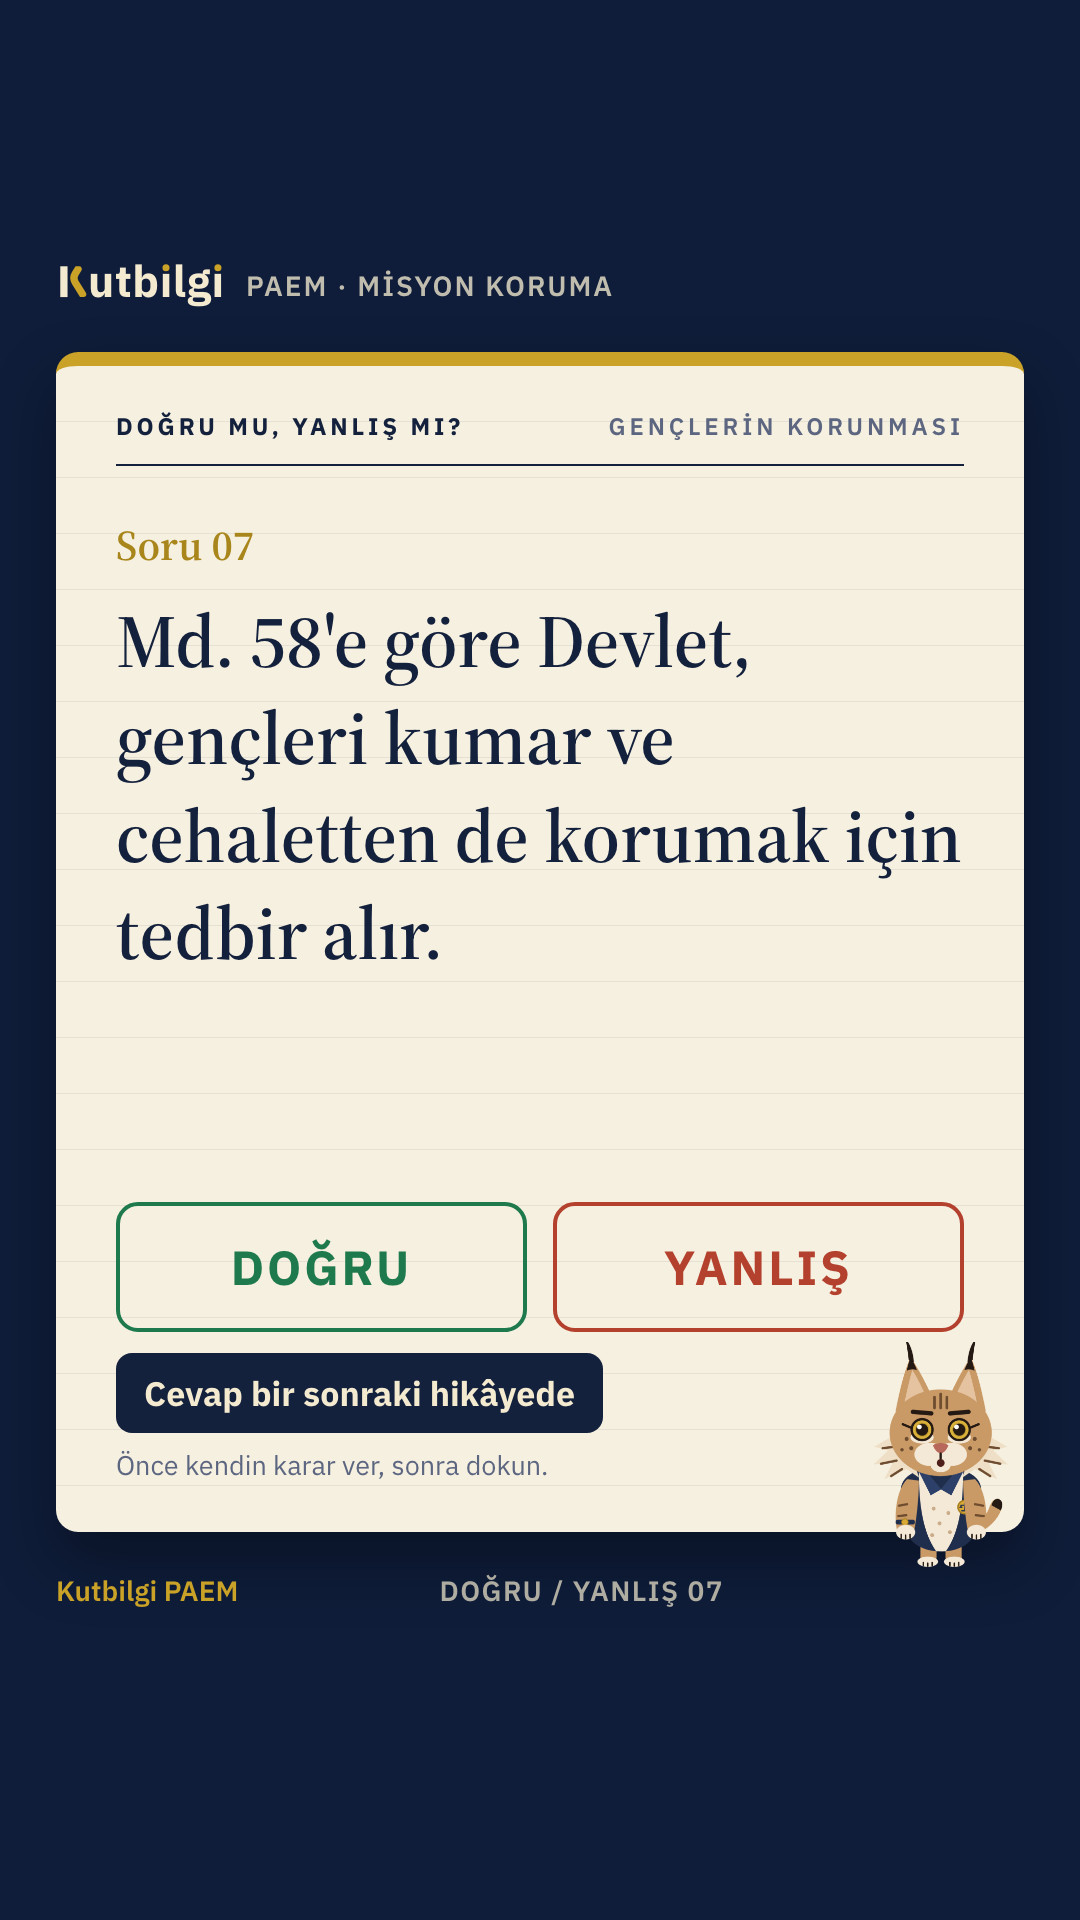 Kutbilgi PAEM · MİSYON KORUMA
DOĞRU MU, YANLIŞ MI? GENÇLERİN KORUNMASI
Soru 07
Md. 58'e göre Devlet,
gençleri kumar ve
cehaletten de korumak için
tedbir alır.
DOĞRU YANLIŞ
Cevap bir sonraki hikâyede
Önce kendin karar ver, sonra dokun.
Kutbilgi PAEM DOĞRU / YANLIŞ 07